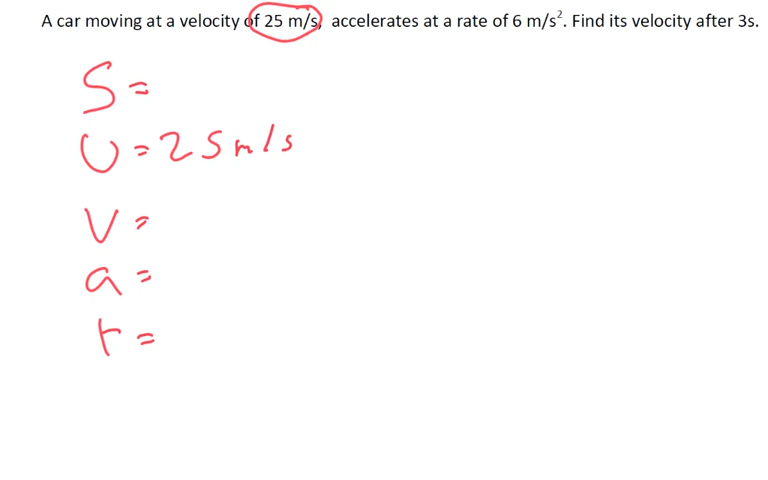 A car moving at a velocity of 25 m/s, accelerates at a rate of 6 m/s². Find its velocity after 3s.
S =
U = 25 m/s
V =
a =
t =